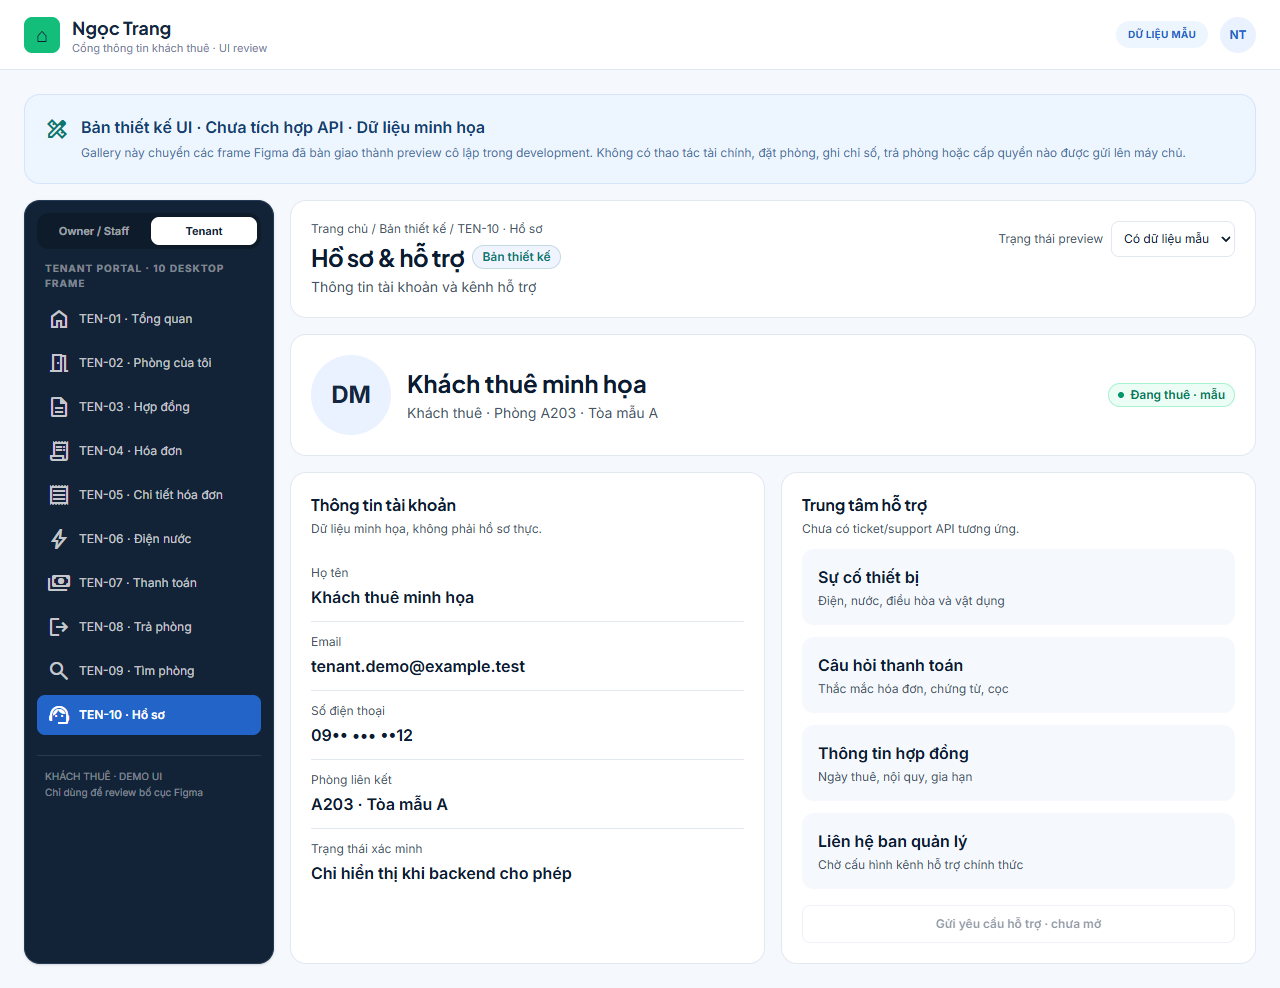 Ngọc Trang
Cổng thông tin khách thuê · UI review
DỮ LIỆU MẪU
NT
Bản thiết kế UI · Chưa tích hợp API · Dữ liệu minh họa
Gallery này chuyển các frame Figma đã bàn giao thành preview cô lập trong development. Không có thao tác tài chính, đặt phòng, ghi chỉ số, trả phòng hoặc cấp quyền nào được gửi lên máy chủ.
Owner / Staff
Tenant
TENANT PORTAL · 10 DESKTOP
FRAME
TEN-01 · Tổng quan
TEN-02 · Phòng của tôi
TEN-03 · Hợp đồng
TEN-04 · Hóa đơn
TEN-05 · Chi tiết hóa đơn
TEN-06 · Điện nước
TEN-07 · Thanh toán
TEN-08 · Trả phòng
TEN-09 · Tìm phòng
TEN-10 · Hồ sơ
KHÁCH THUÊ · DEMO UI
Chỉ dùng để review bố cục Figma
Trang chủ / Bản thiết kế / TEN-10 · Hồ sơ
Hồ sơ & hỗ trợ
Bản thiết kế
Thông tin tài khoản và kênh hỗ trợ
Trạng thái preview
Có dữ liệu mẫu
DM
Khách thuê minh họa
Khách thuê · Phòng A203 · Tòa mẫu A
Đang thuê · mẫu
Thông tin tài khoản
Dữ liệu minh họa, không phải hồ sơ thực.
Họ tên
Khách thuê minh họa
Email
tenant.demo@example.test
Số điện thoại
09•• ••• ••12
Phòng liên kết
A203 · Tòa mẫu A
Trạng thái xác minh
Chỉ hiển thị khi backend cho phép
Trung tâm hỗ trợ
Chưa có ticket/support API tương ứng.
Sự cố thiết bị
Điện, nước, điều hòa và vật dụng
Câu hỏi thanh toán
Thắc mắc hóa đơn, chứng từ, cọc
Thông tin hợp đồng
Ngày thuê, nội quy, gia hạn
Liên hệ ban quản lý
Chờ cấu hình kênh hỗ trợ chính thức
Gửi yêu cầu hỗ trợ · chưa mở